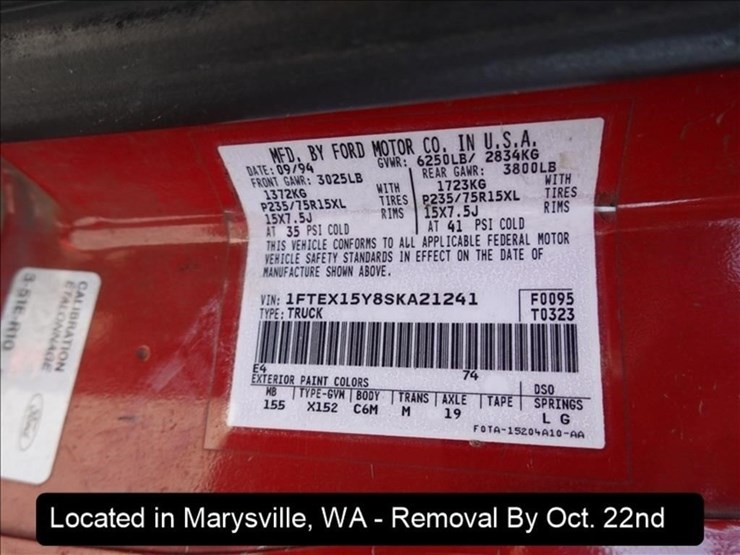 MFD. BY FORD MOTOR CO. IN U.S.A.
DATE: 09/94 GVWR: 6250LB/ 2834KG
FRONT GAWR: 3025LB REAR GAWR: 3800LB
1372KG WITH 1723KG WITH
P235/75R15XL TIRES P235/75R15XL TIRES
15X7.5J RIMS 15X7.5J RIMS
AT 35 PSI COLD AT 41 PSI COLD
THIS VEHICLE CONFORMS TO ALL APPLICABLE FEDERAL MOTOR
VEHICLE SAFETY STANDARDS IN EFFECT ON THE DATE OF
MANUFACTURE SHOWN ABOVE.
VIN: 1FTEX15Y8SKA21241 F0095
TYPE: TRUCK T0323
E4 74
EXTERIOR PAINT COLORS DSO
WB TYPE-GVW BODY TRANS AXLE TAPE SPRINGS
155 X152 C6M M 19 L G
F0TA-15204A10-AA
CALIBRATION
ETALONNAGE
Ford
Located in Marysville, WA - Removal By Oct. 22nd